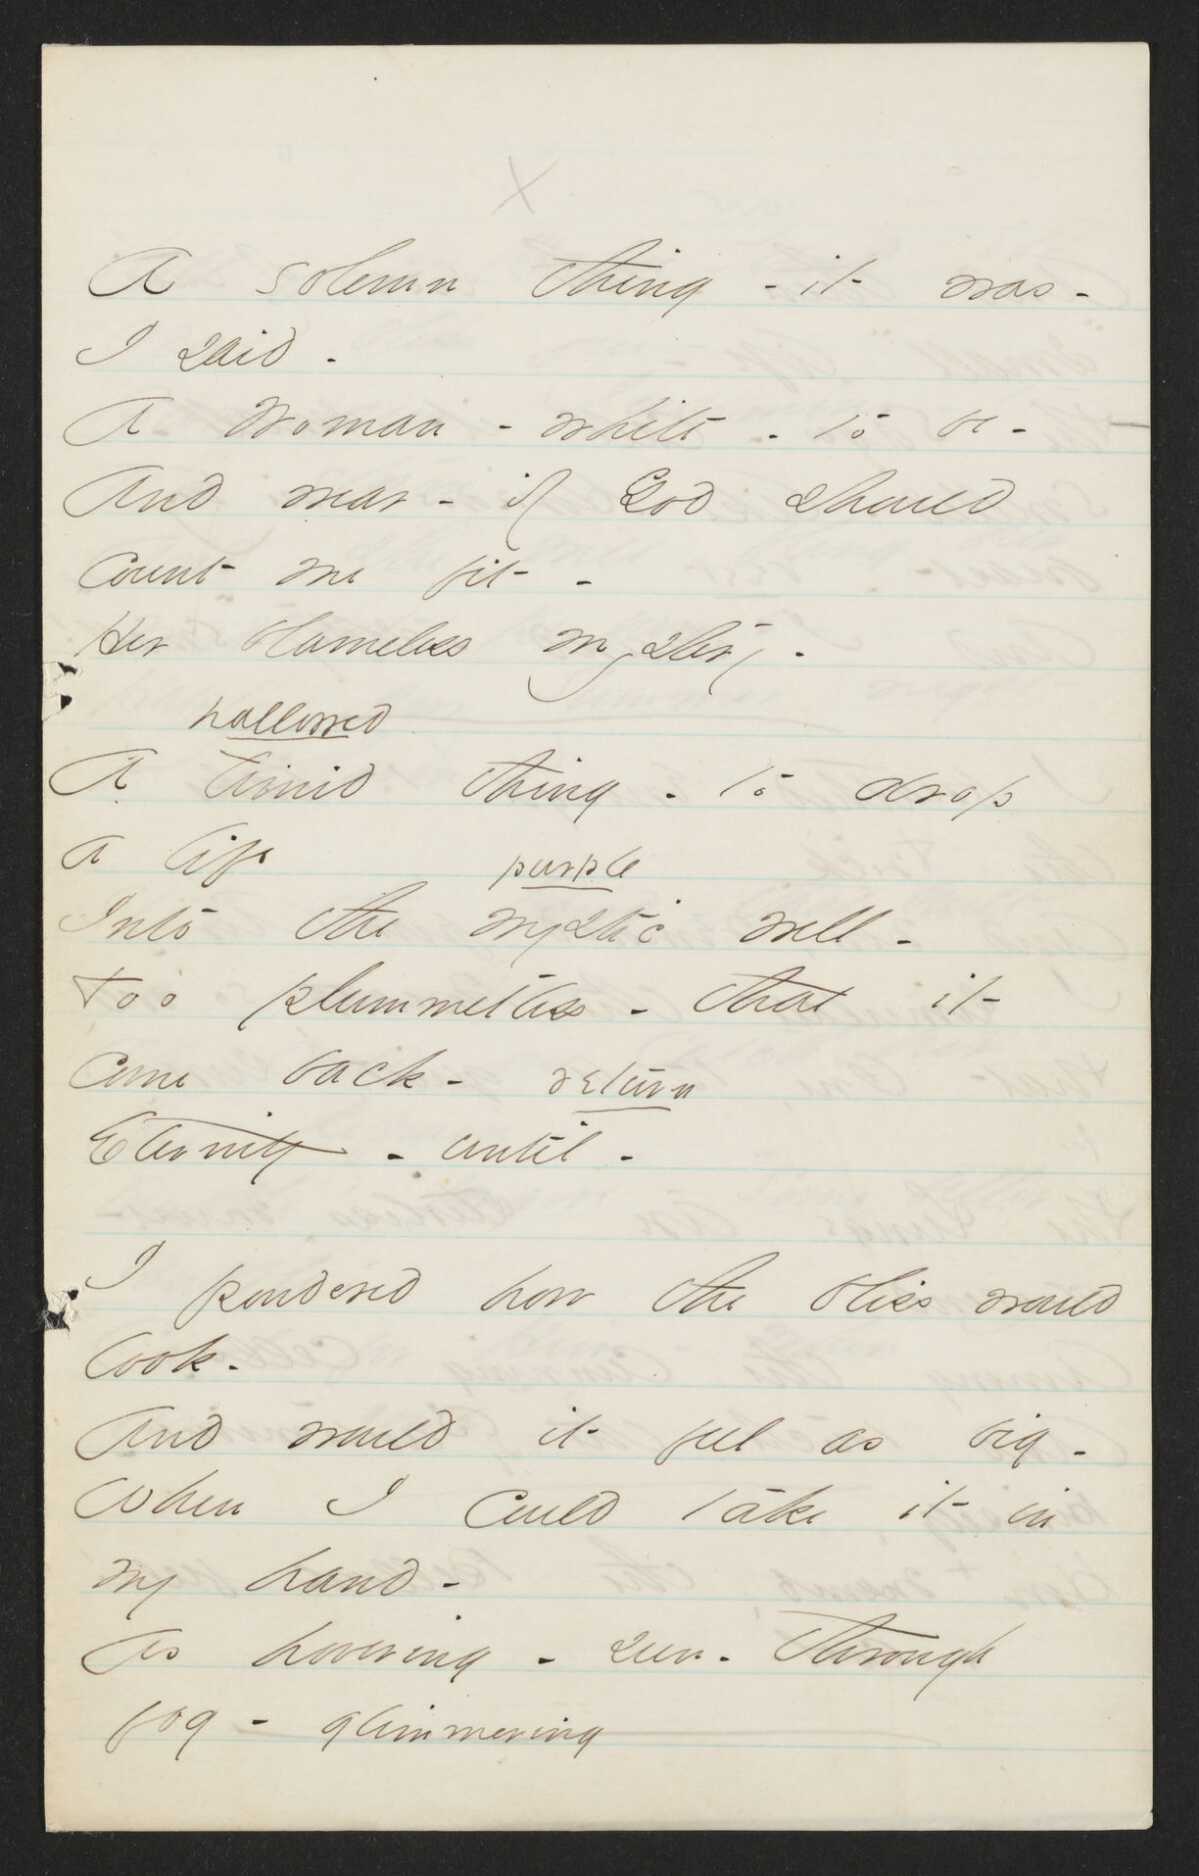 X
A solemn thing - it was -
I said -
A woman - white - to be -
And wear - if God should
count me fit -
Her blameless mystery -
hallowed
A timid thing - to drop
a life
purple
Into the mystic well -
Too plummetless - that it
come back - return
Eternity - until -
I pondered how the bliss would
look -
And would it feel as big -
When I could take it in
my hand -
As hovering - seen - through
fog - glimmering